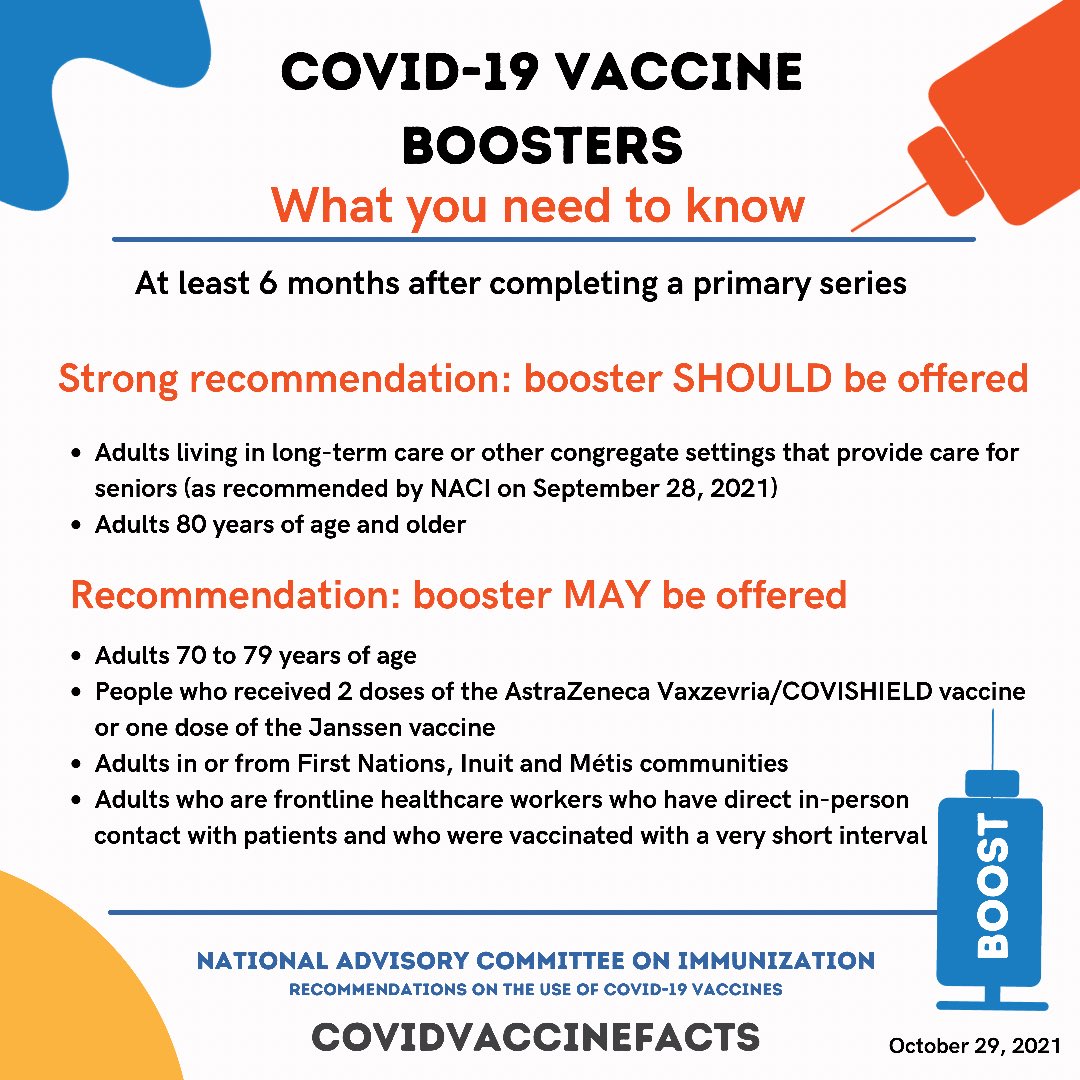 COVID-19 VACCINE
BOOSTERS
What you need to know
At least 6 months after completing a primary series
Strong recommendation: booster SHOULD be offered
• Adults living in long-term care or other congregate settings that provide care for
seniors (as recommended by NACI on September 28, 2021)
• Adults 80 years of age and older
Recommendation: booster MAY be offered
• Adults 70 to 79 years of age
• People who received 2 doses of the AstraZeneca Vaxzevria/COVISHIELD vaccine
or one dose of the Janssen vaccine
• Adults in or from First Nations, Inuit and Métis communities
• Adults who are frontline healthcare workers who have direct in-person
contact with patients and who were vaccinated with a very short interval
BOOST
NATIONAL ADVISORY COMMITTEE ON IMMUNIZATION
RECOMMENDATIONS ON THE USE OF COVID-19 VACCINES
COVIDVACCINEFACTS
October 29, 2021